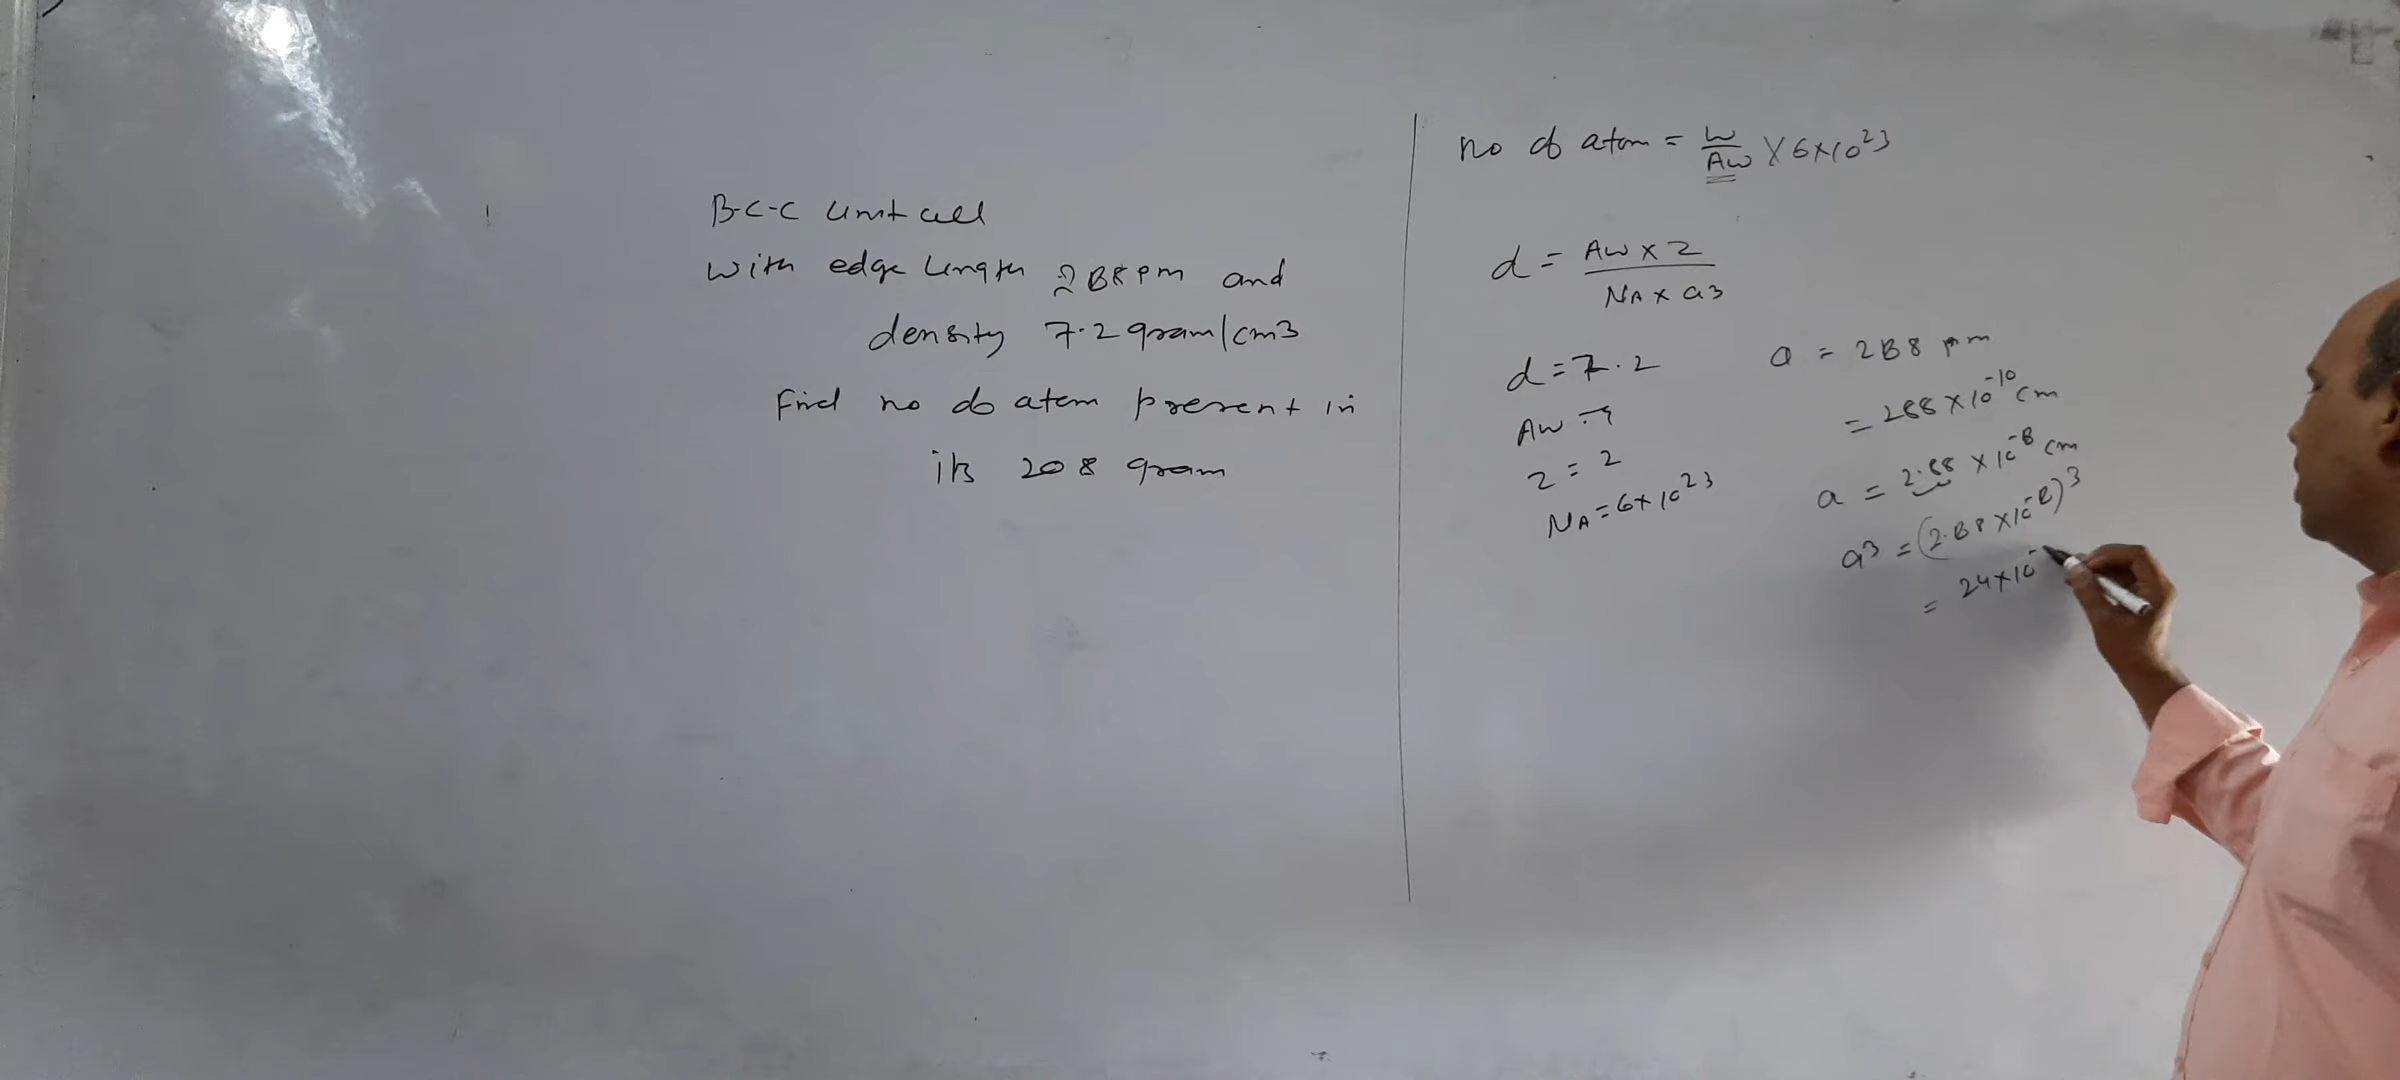 B-C-C Unit cell
with edge length 288 pm and
density 7.2 gram/cm3
Find no of atom present in
its 208 gram
no of atom = W/AW × 6×10²³
d = AW × Z / NA × a3
d = 7.2
AW = ?
Z = 2
NA = 6×10²³
a = 288 pm
= 288 × 10⁻¹⁰ cm
a = 2.88 × 10⁻⁸ cm
a3 = (2.88 × 10⁻⁸)³
= 24×10⁻